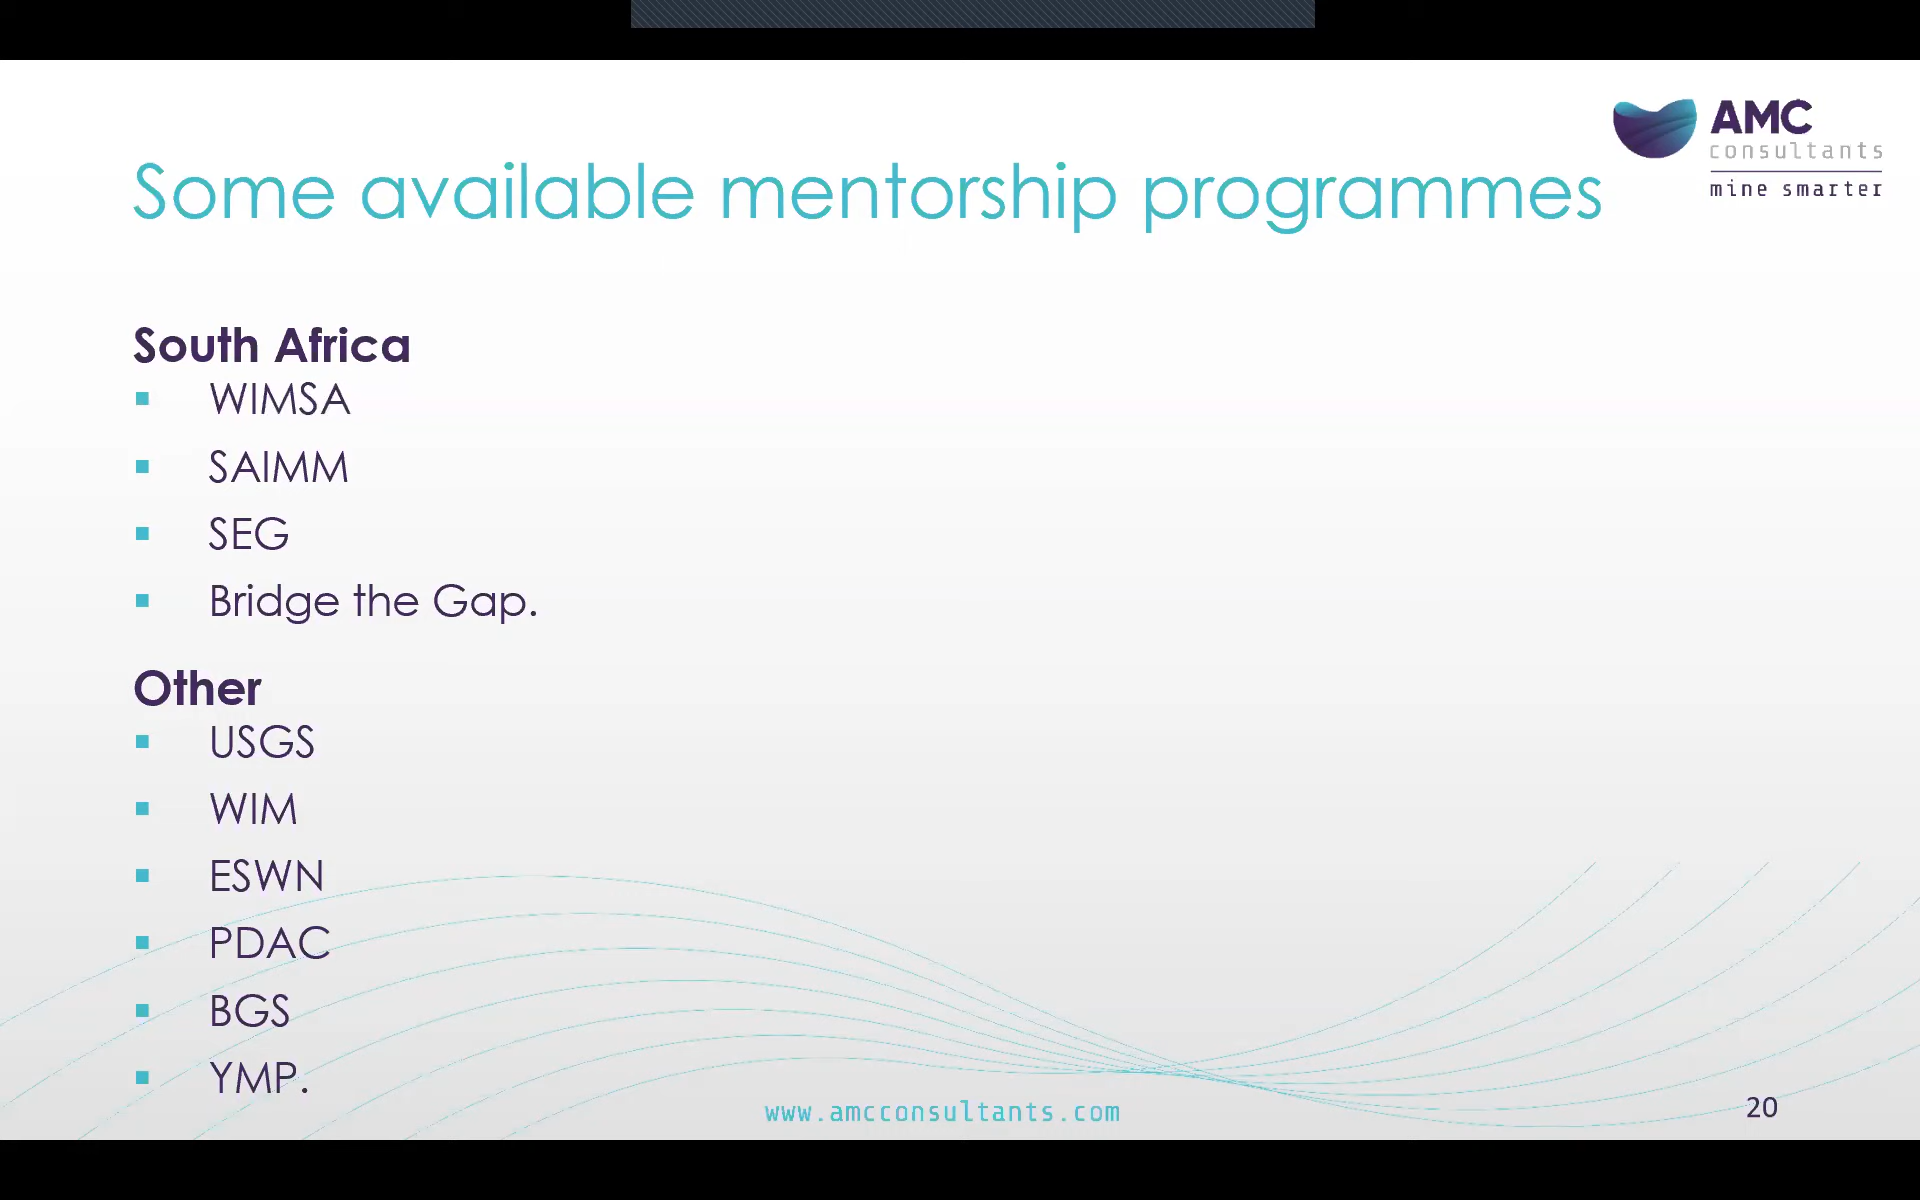 AMC
consultants
mine smarter
Some available mentorship programmes
South Africa
▪ WIMSA
▪ SAIMM
▪ SEG
▪ Bridge the Gap.
Other
▪ USGS
▪ WIM
▪ ESWN
▪ PDAC
▪ BGS
▪ YMP.
www.amcconsultants.com
20